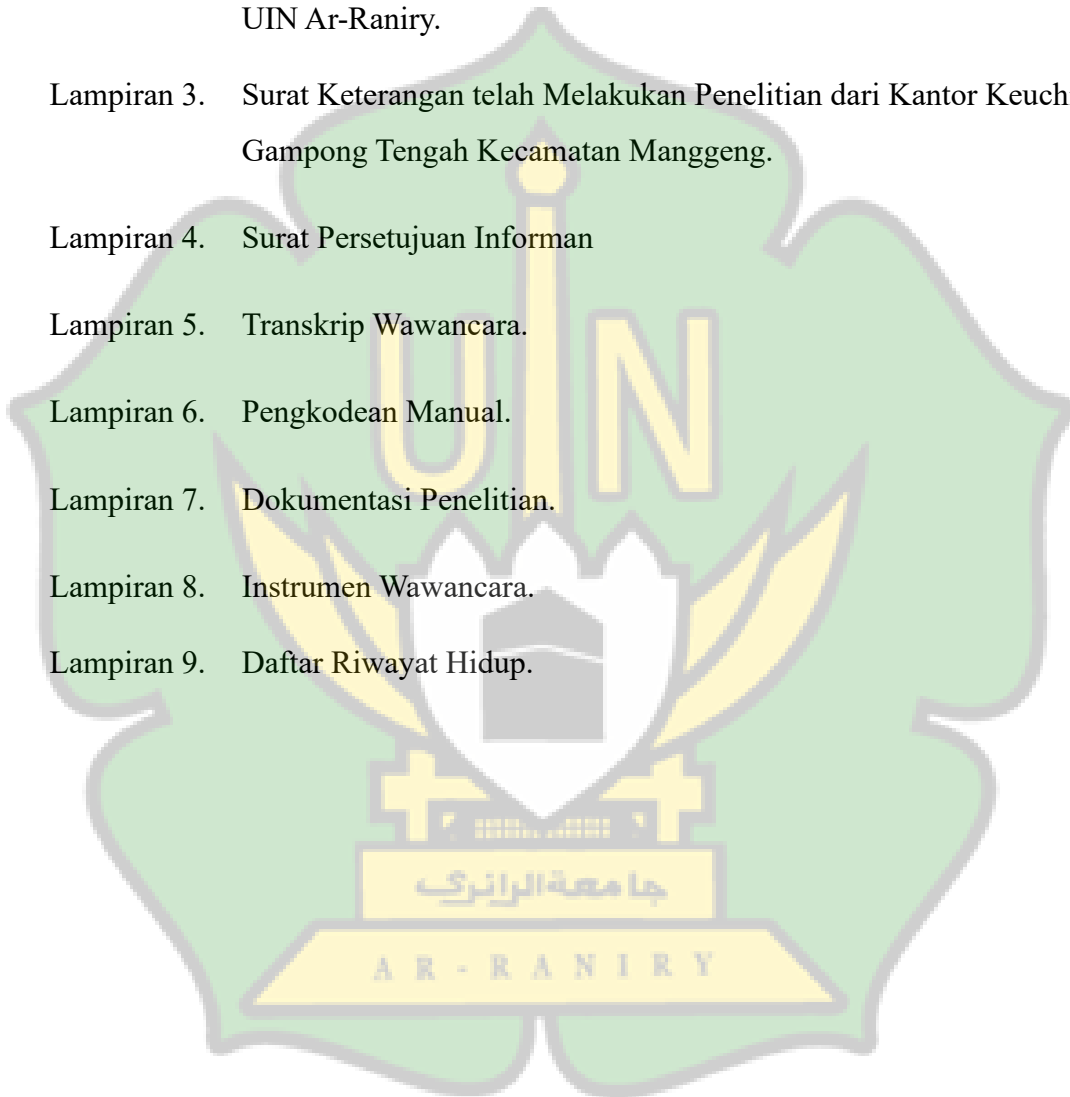 UIN Ar-Raniry.
Lampiran 3. Surat Keterangan telah Melakukan Penelitian dari Kantor Keuch
Gampong Tengah Kecamatan Manggeng.
Lampiran 4. Surat Persetujuan Informan
Lampiran 5. Transkrip Wawancara.
Lampiran 6. Pengkodean Manual.
Lampiran 7. Dokumentasi Penelitian.
Lampiran 8. Instrumen Wawancara.
Lampiran 9. Daftar Riwayat Hidup.
UIN
جامعة الرانري
AR-RANIRY